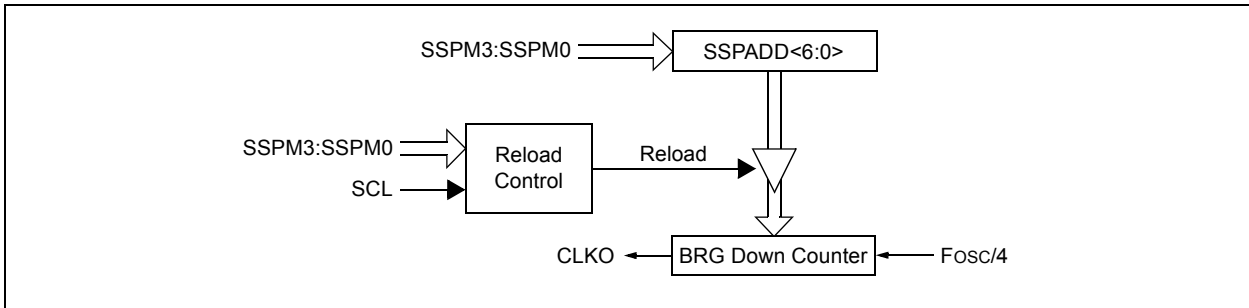 SSPM3:SSPM0
SSPADD<6:0>
SSPM3:SSPM0
SCL
Reload
Control
Reload
CLKO
BRG Down Counter
FOSC/4